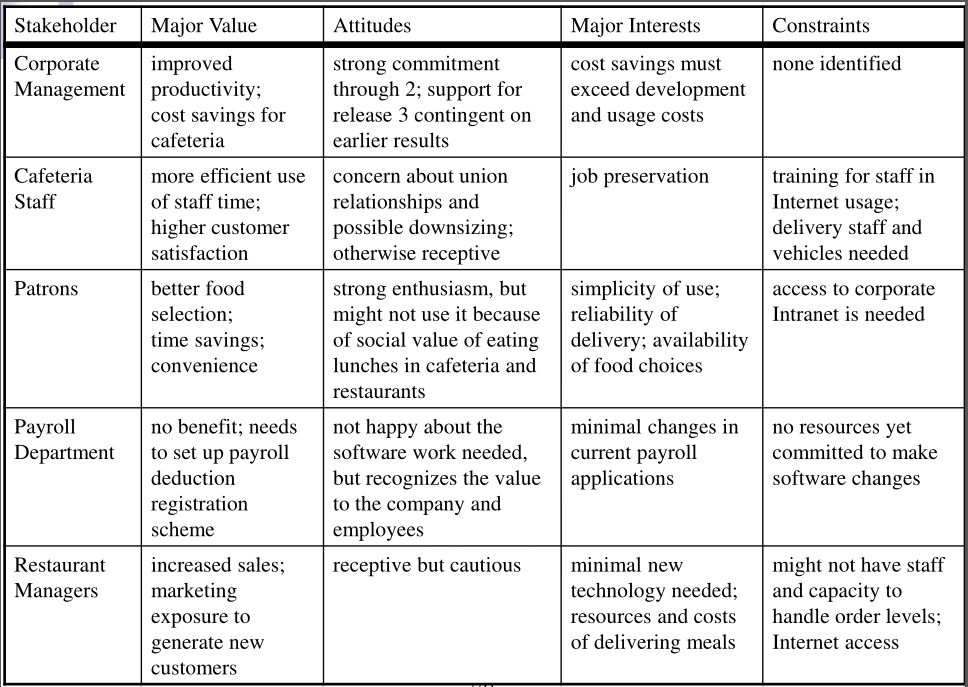 Stakeholder Major Value Attitudes Major Interests Constraints
Corporate improved strong commitment cost savings must none identified
Management productivity; through 2; support for exceed development
cost savings for release 3 contingent on and usage costs
cafeteria earlier results
Cafeteria more efficient use concern about union job preservation training for staff in
Staff of staff time; relationships and Internet usage;
higher customer possible downsizing; delivery staff and
satisfaction otherwise receptive vehicles needed
Patrons better food strong enthusiasm, but simplicity of use; access to corporate
selection; might not use it because reliability of Intranet is needed
time savings; of social value of eating delivery; availability
convenience lunches in cafeteria and of food choices
restaurants
Payroll no benefit; needs not happy about the minimal changes in no resources yet
Department to set up payroll software work needed, current payroll committed to make
deduction but recognizes the value applications software changes
registration to the company and
scheme employees
Restaurant increased sales; receptive but cautious minimal new might not have staff
Managers marketing technology needed; and capacity to
exposure to resources and costs handle order levels;
generate new of delivering meals Internet access
customers